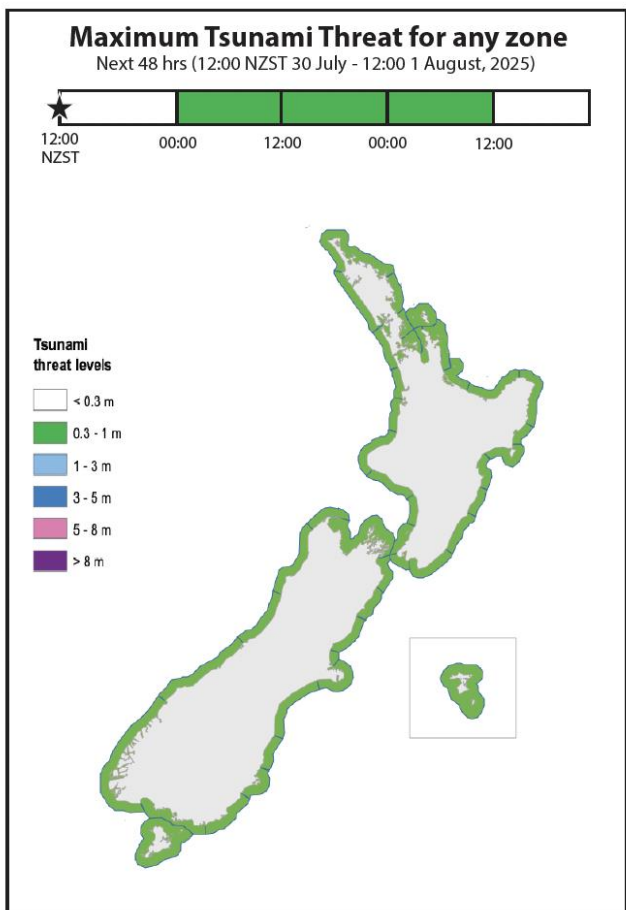 Maximum Tsunami Threat for any zone
Next 48 hrs (12:00 NZST 30 July - 12:00 1 August, 2025)
12:00 00:00 12:00 00:00 12:00
NZST
Tsunami
threat levels
< 0.3 m
0.3 - 1 m
1 - 3 m
3 - 5 m
5 - 8 m
> 8 m